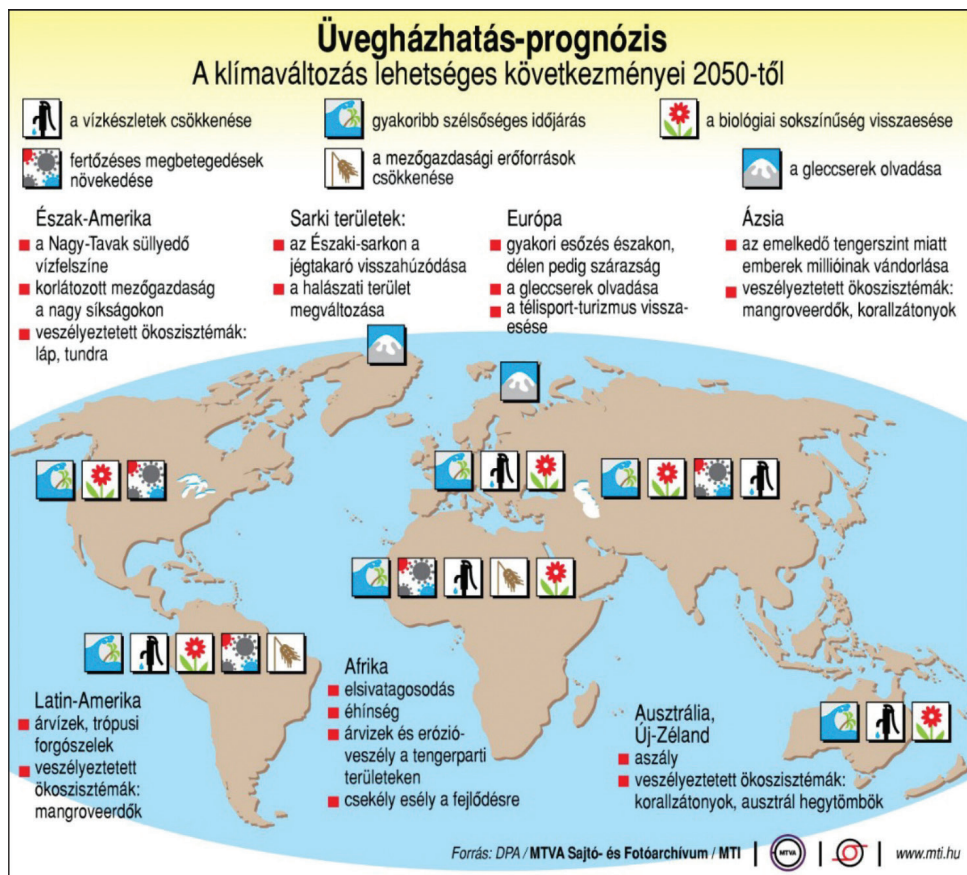 Üvegházhatás-prognózis
A klímaváltozás lehetséges következményei 2050-től
a vízkészletek csökkenése
gyakoribb szélsőséges időjárás
a biológiai sokszínűség visszaesése
fertőzéses megbetegedések
növekedése
a mezőgazdasági erőforrások
csökkenése
a gleccserek olvadása
Észak-Amerika
a Nagy-Tavak süllyedő
vízfelszíne
korlátozott mezőgazdaság
a nagy síkságokon
veszélyeztetett ökoszisztémák:
láp, tundra
Sarki területek:
az Északi-sarkon a
jégtakaró visszahúzódása
a halászati terület
megváltozása
Európa
gyakori esőzés északon,
délen pedig szárazság
a gleccserek olvadása
a télisport-turizmus vissza-
esése
Ázsia
az emelkedő tengerszint miatt
emberek millióinak vándorlása
veszélyeztetett ökoszisztémák:
mangroveerdők, korallzátonyok
Latin-Amerika
árvízek, trópusi
forgószelek
veszélyeztetett
ökoszisztémák:
mangroveerdők
Afrika
elsivatagosodás
éhínség
árvizek és erózió-
veszély a tengerparti
területeken
csekély esély a fejlődésre
Ausztrália,
Új-Zéland
aszály
veszélyeztetett ökoszisztémák:
korallzátonyok, ausztrál hegytömbök
Forrás: DPA / MTVA Sajtó- és Fotóarchívum / MTI | MTVA | | www.mti.hu